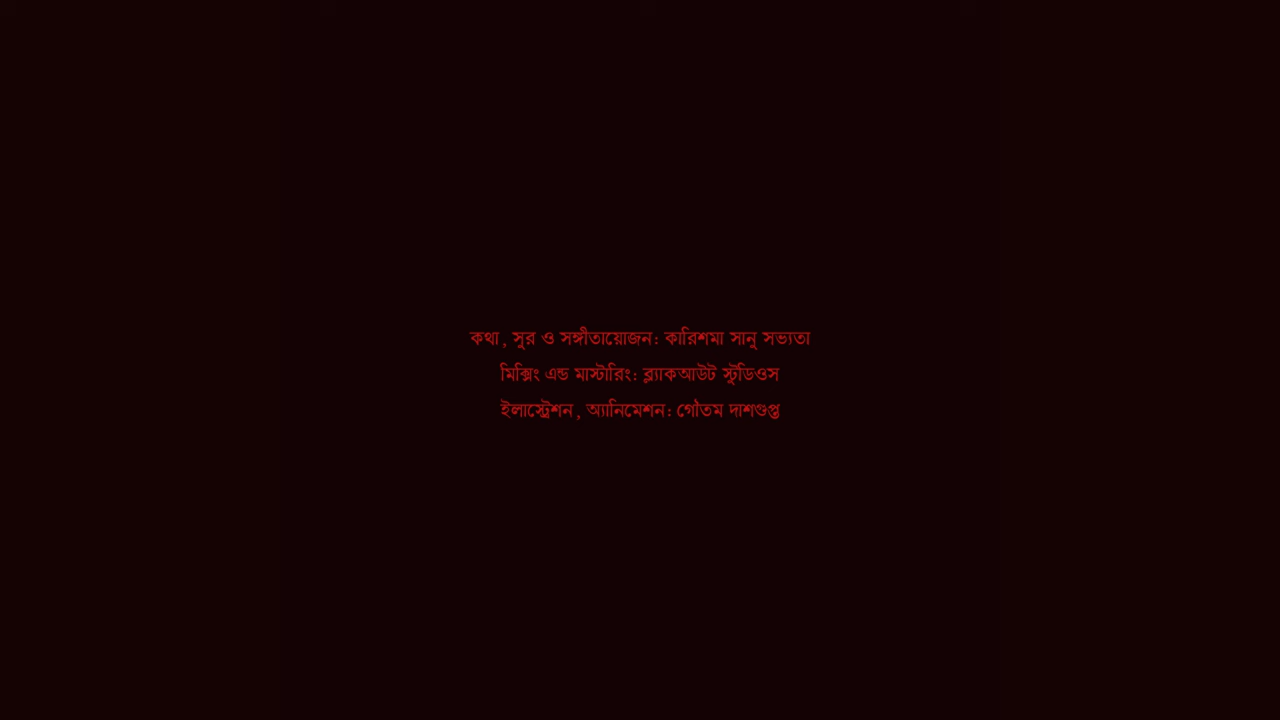 কথা, সুর ও সঙ্গীতায়োজন: কারিশমা সানু সভ্যতা
মিক্সিং এন্ড মাস্টারিং: ব্ল্যাকআউট স্টুডিওস
ইলাস্ট্রেশন, অ্যানিমেশন: গৌতম দাশগুপ্ত